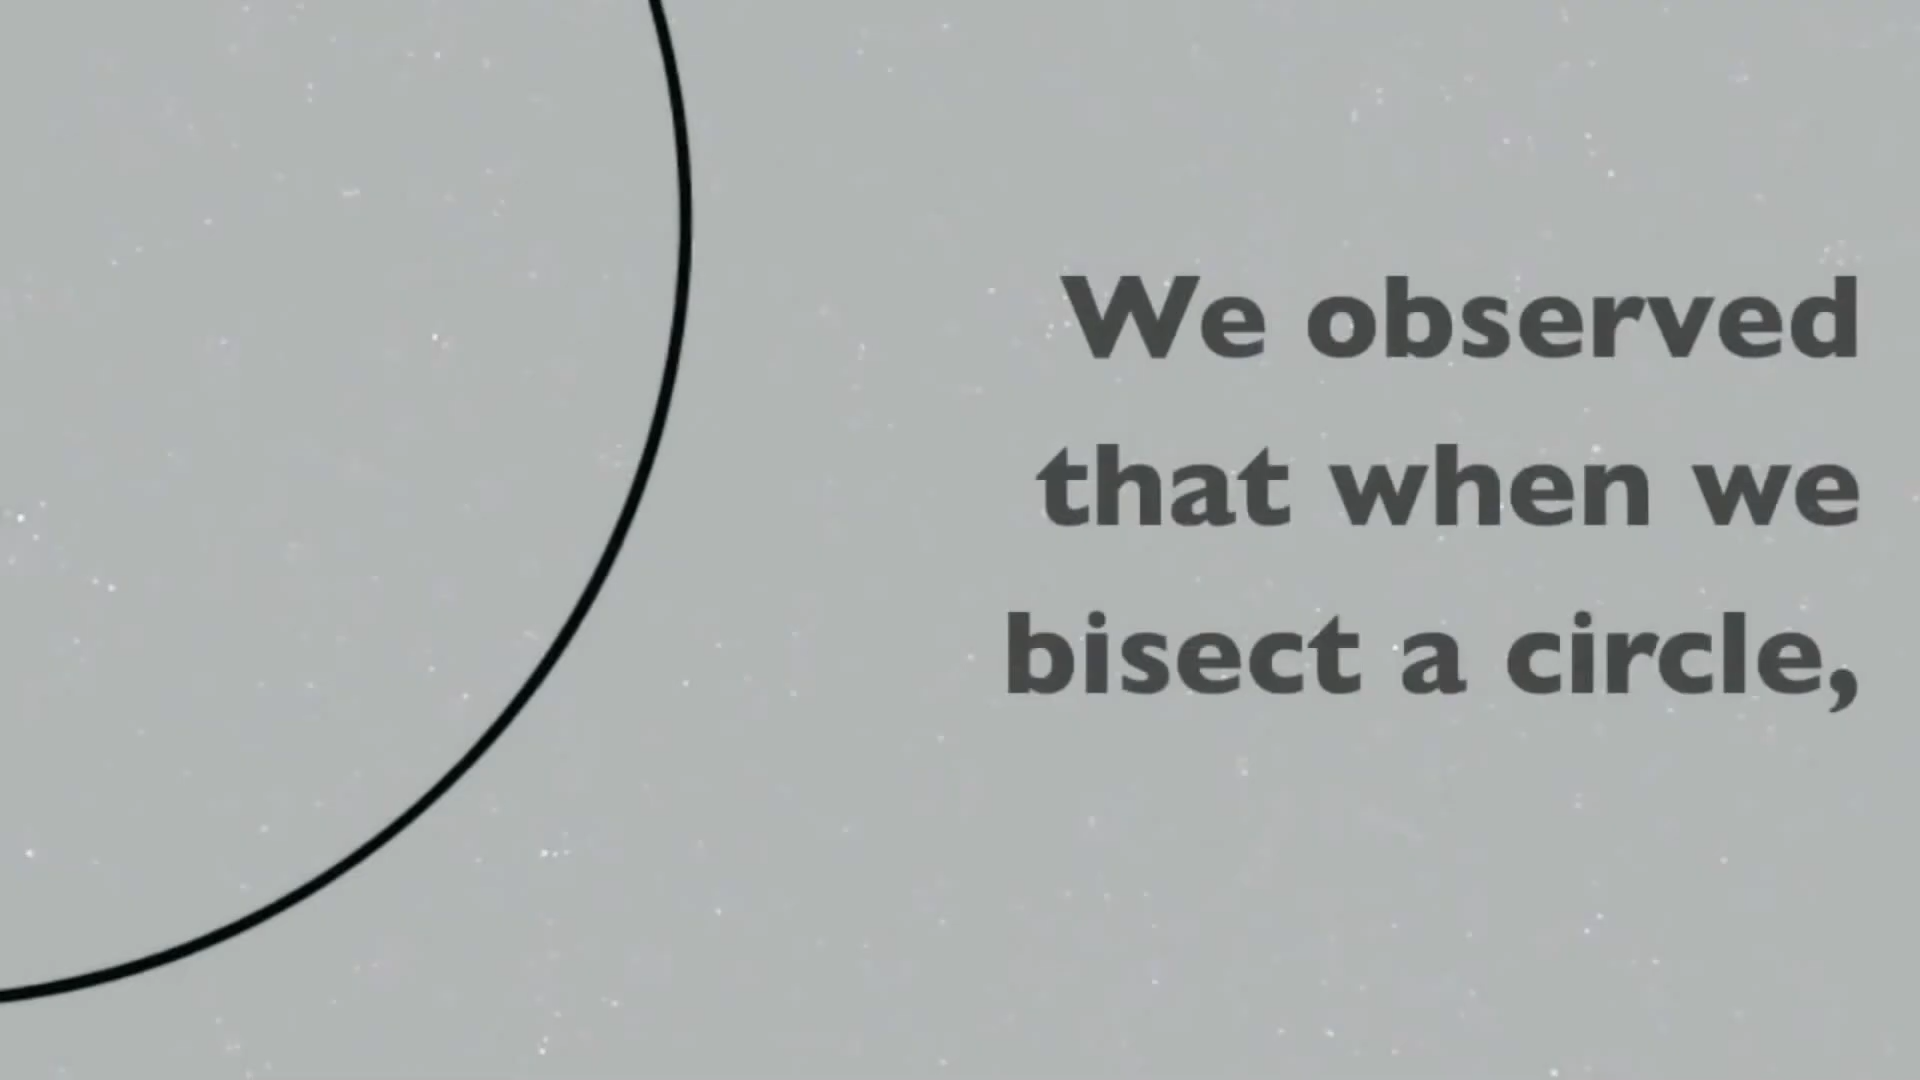 We observed
that when we
bisect a circle,